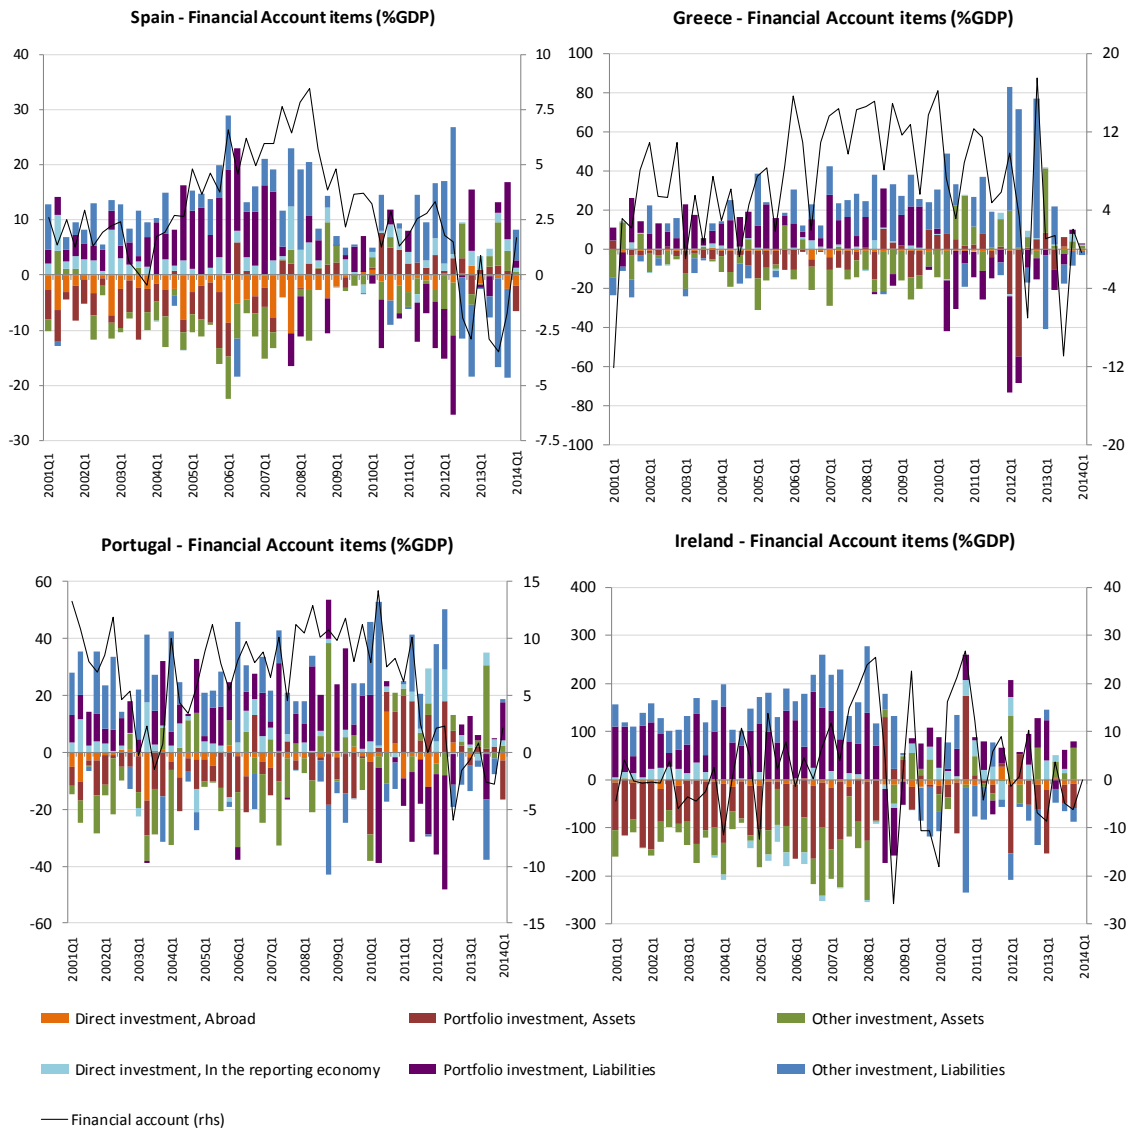 Spain - Financial Account items (%GDP)
40
30
20
10
0
-10
-20
-30
10
7.5
5
2.5
0
-2.5
-5
-7.5
2001Q1
2002Q1
2003Q1
2004Q1
2005Q1
2006Q1
2007Q1
2008Q1
2009Q1
2010Q1
2011Q1
2012Q1
2013Q1
2014Q1
Greece - Financial Account items (%GDP)
100
80
60
40
20
0
-20
-40
-60
-80
-100
20
12
4
-4
-12
-20
2001Q1
2002Q1
2003Q1
2004Q1
2005Q1
2006Q1
2007Q1
2008Q1
2009Q1
2010Q1
2011Q1
2012Q1
2013Q1
2014Q1
Portugal - Financial Account items (%GDP)
60
40
20
0
-20
-40
-60
15
10
5
0
-5
-10
-15
2001Q1
2002Q1
2003Q1
2004Q1
2005Q1
2006Q1
2007Q1
2008Q1
2009Q1
2010Q1
2011Q1
2012Q1
2013Q1
2014Q1
Ireland - Financial Account items (%GDP)
400
300
200
100
0
-100
-200
-300
40
30
20
10
0
-10
-20
-30
2001Q1
2002Q1
2003Q1
2004Q1
2005Q1
2006Q1
2007Q1
2008Q1
2009Q1
2010Q1
2011Q1
2012Q1
2013Q1
2014Q1
Direct investment, Abroad
Portfolio investment, Assets
Other investment, Assets
Direct investment, In the reporting economy
Portfolio investment, Liabilities
Other investment, Liabilities
Financial account (rhs)